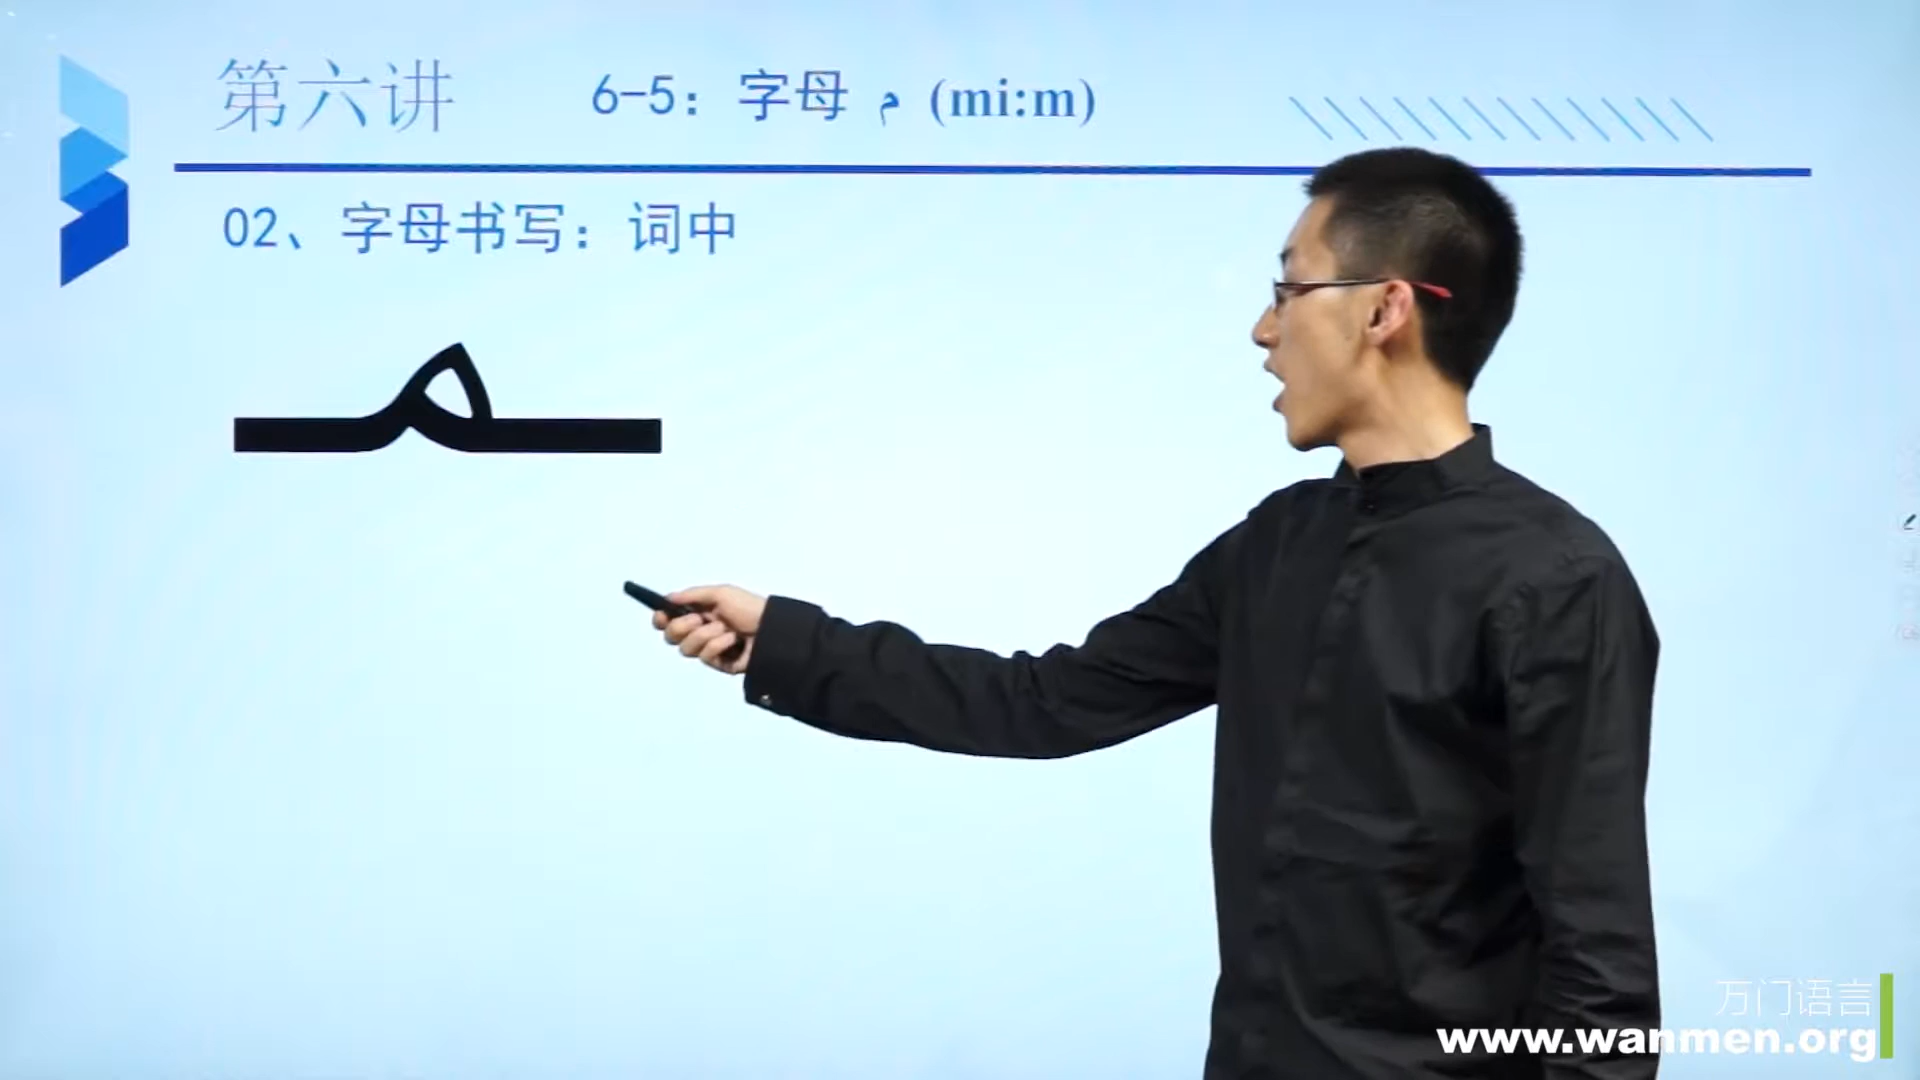 第六讲
6-5：字母 م (mi:m)
02、字母书写：词中
ـمـ
万门语言
www.wanmen.org